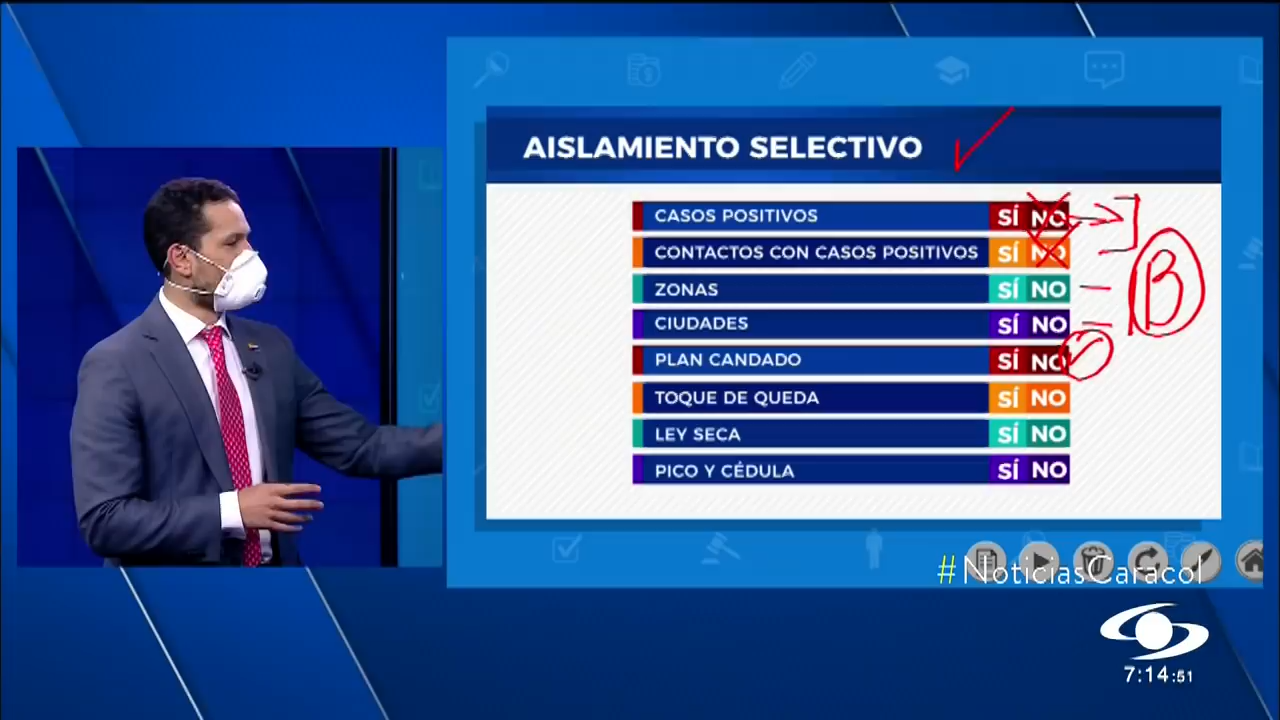 AISLAMIENTO SELECTIVO
CASOS POSITIVOS SÍ NO
CONTACTOS CON CASOS POSITIVOS SÍ NO
ZONAS SÍ NO
CIUDADES SÍ NO
PLAN CANDADO SÍ NO
TOQUE DE QUEDA SÍ NO
LEY SECA SÍ NO
PICO Y CÉDULA SÍ NO
B
#NoticiasCaracol
7:14:51